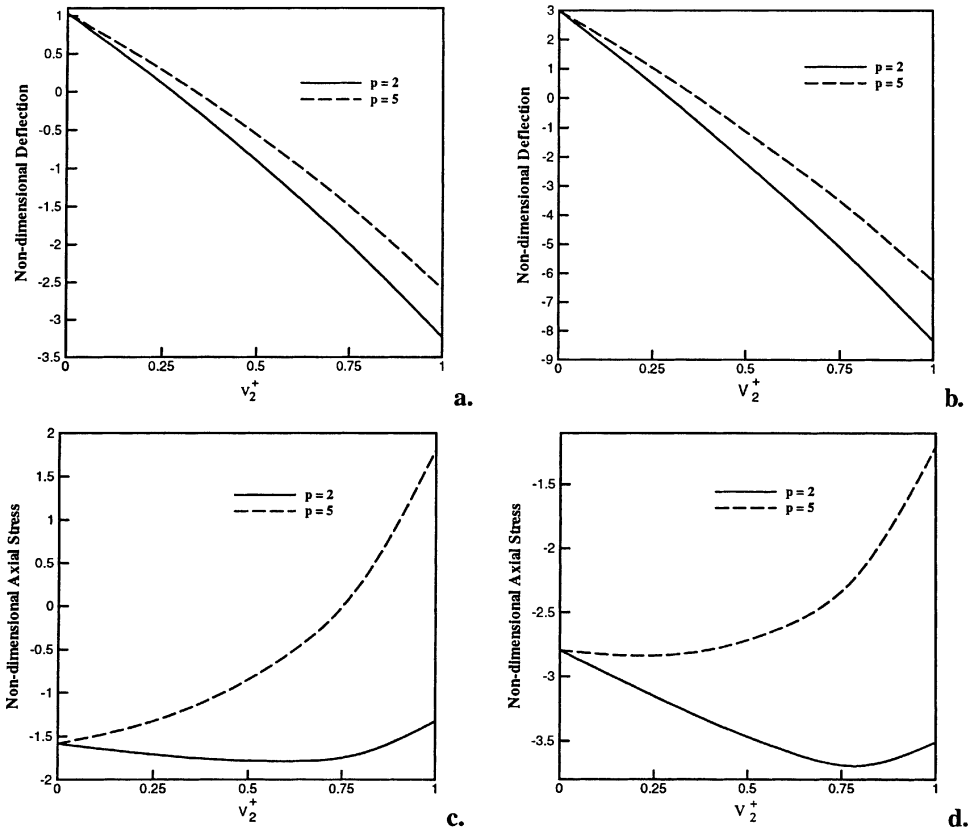 Non-dimensional Deflection
1
0.5
0
-0.5
-1
-1.5
-2
-2.5
-3
-3.5
p = 2
p = 5
0 0.25 0.5 0.75 1
V2+
a.
Non-dimensional Deflection
3
2
1
0
-1
-2
-3
-4
-5
-6
-7
-8
-9
p = 2
p = 5
0 0.25 0.5 0.75 1
V2+
b.
Non-dimensional Axial Stress
2
1.5
1
0.5
0
-0.5
-1
-1.5
-2
p = 2
p = 5
0 0.25 0.5 0.75 1
V2+
c.
Non-dimensional Axial Stress
-1.5
-2
-2.5
-3
-3.5
p = 2
p = 5
0 0.25 0.5 0.75 1
V2+
d.